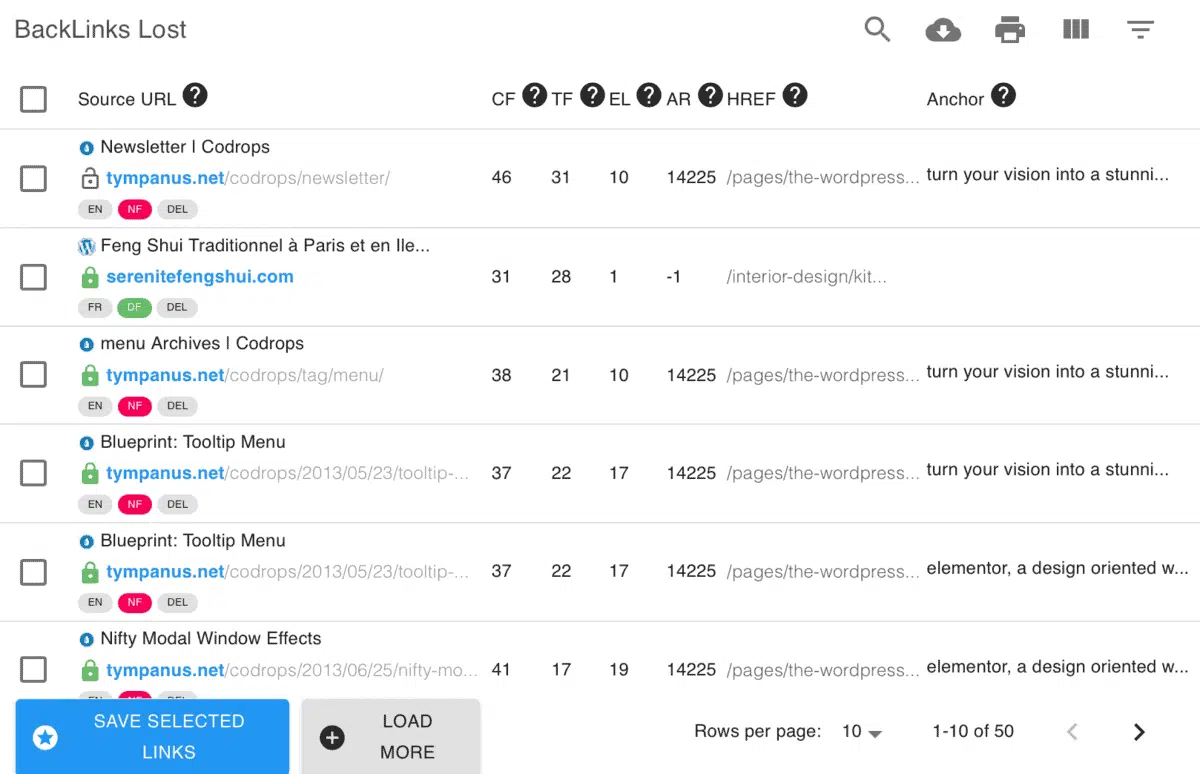 BackLinks Lost
Source URL ? CF ? TF ? EL ? AR ? HREF ? Anchor ?
Newsletter | Codrops
tympanus.net/codrops/newsletter/ 46 31 10 14225 /pages/the-wordpress... turn your vision into a stunni...
EN NF DEL
Feng Shui Traditionnel à Paris et en Ile...
serenitefengshui.com 31 28 1 -1 /interior-design/kit...
FR DF DEL
menu Archives | Codrops
tympanus.net/codrops/tag/menu/ 38 21 10 14225 /pages/the-wordpress... turn your vision into a stunni...
EN NF DEL
Blueprint: Tooltip Menu
tympanus.net/codrops/2013/05/23/tooltip-... 37 22 17 14225 /pages/the-wordpress... turn your vision into a stunni...
EN NF DEL
Blueprint: Tooltip Menu
tympanus.net/codrops/2013/05/23/tooltip-... 37 22 17 14225 /pages/the-wordpress... elementor, a design oriented w...
EN NF DEL
Nifty Modal Window Effects
tympanus.net/codrops/2013/06/25/nifty-mo... 41 17 19 14225 /pages/the-wordpress... elementor, a design oriented w...
EN NF DEL
SAVE SELECTED
LINKS
LOAD
MORE
Rows per page: 10 1-10 of 50